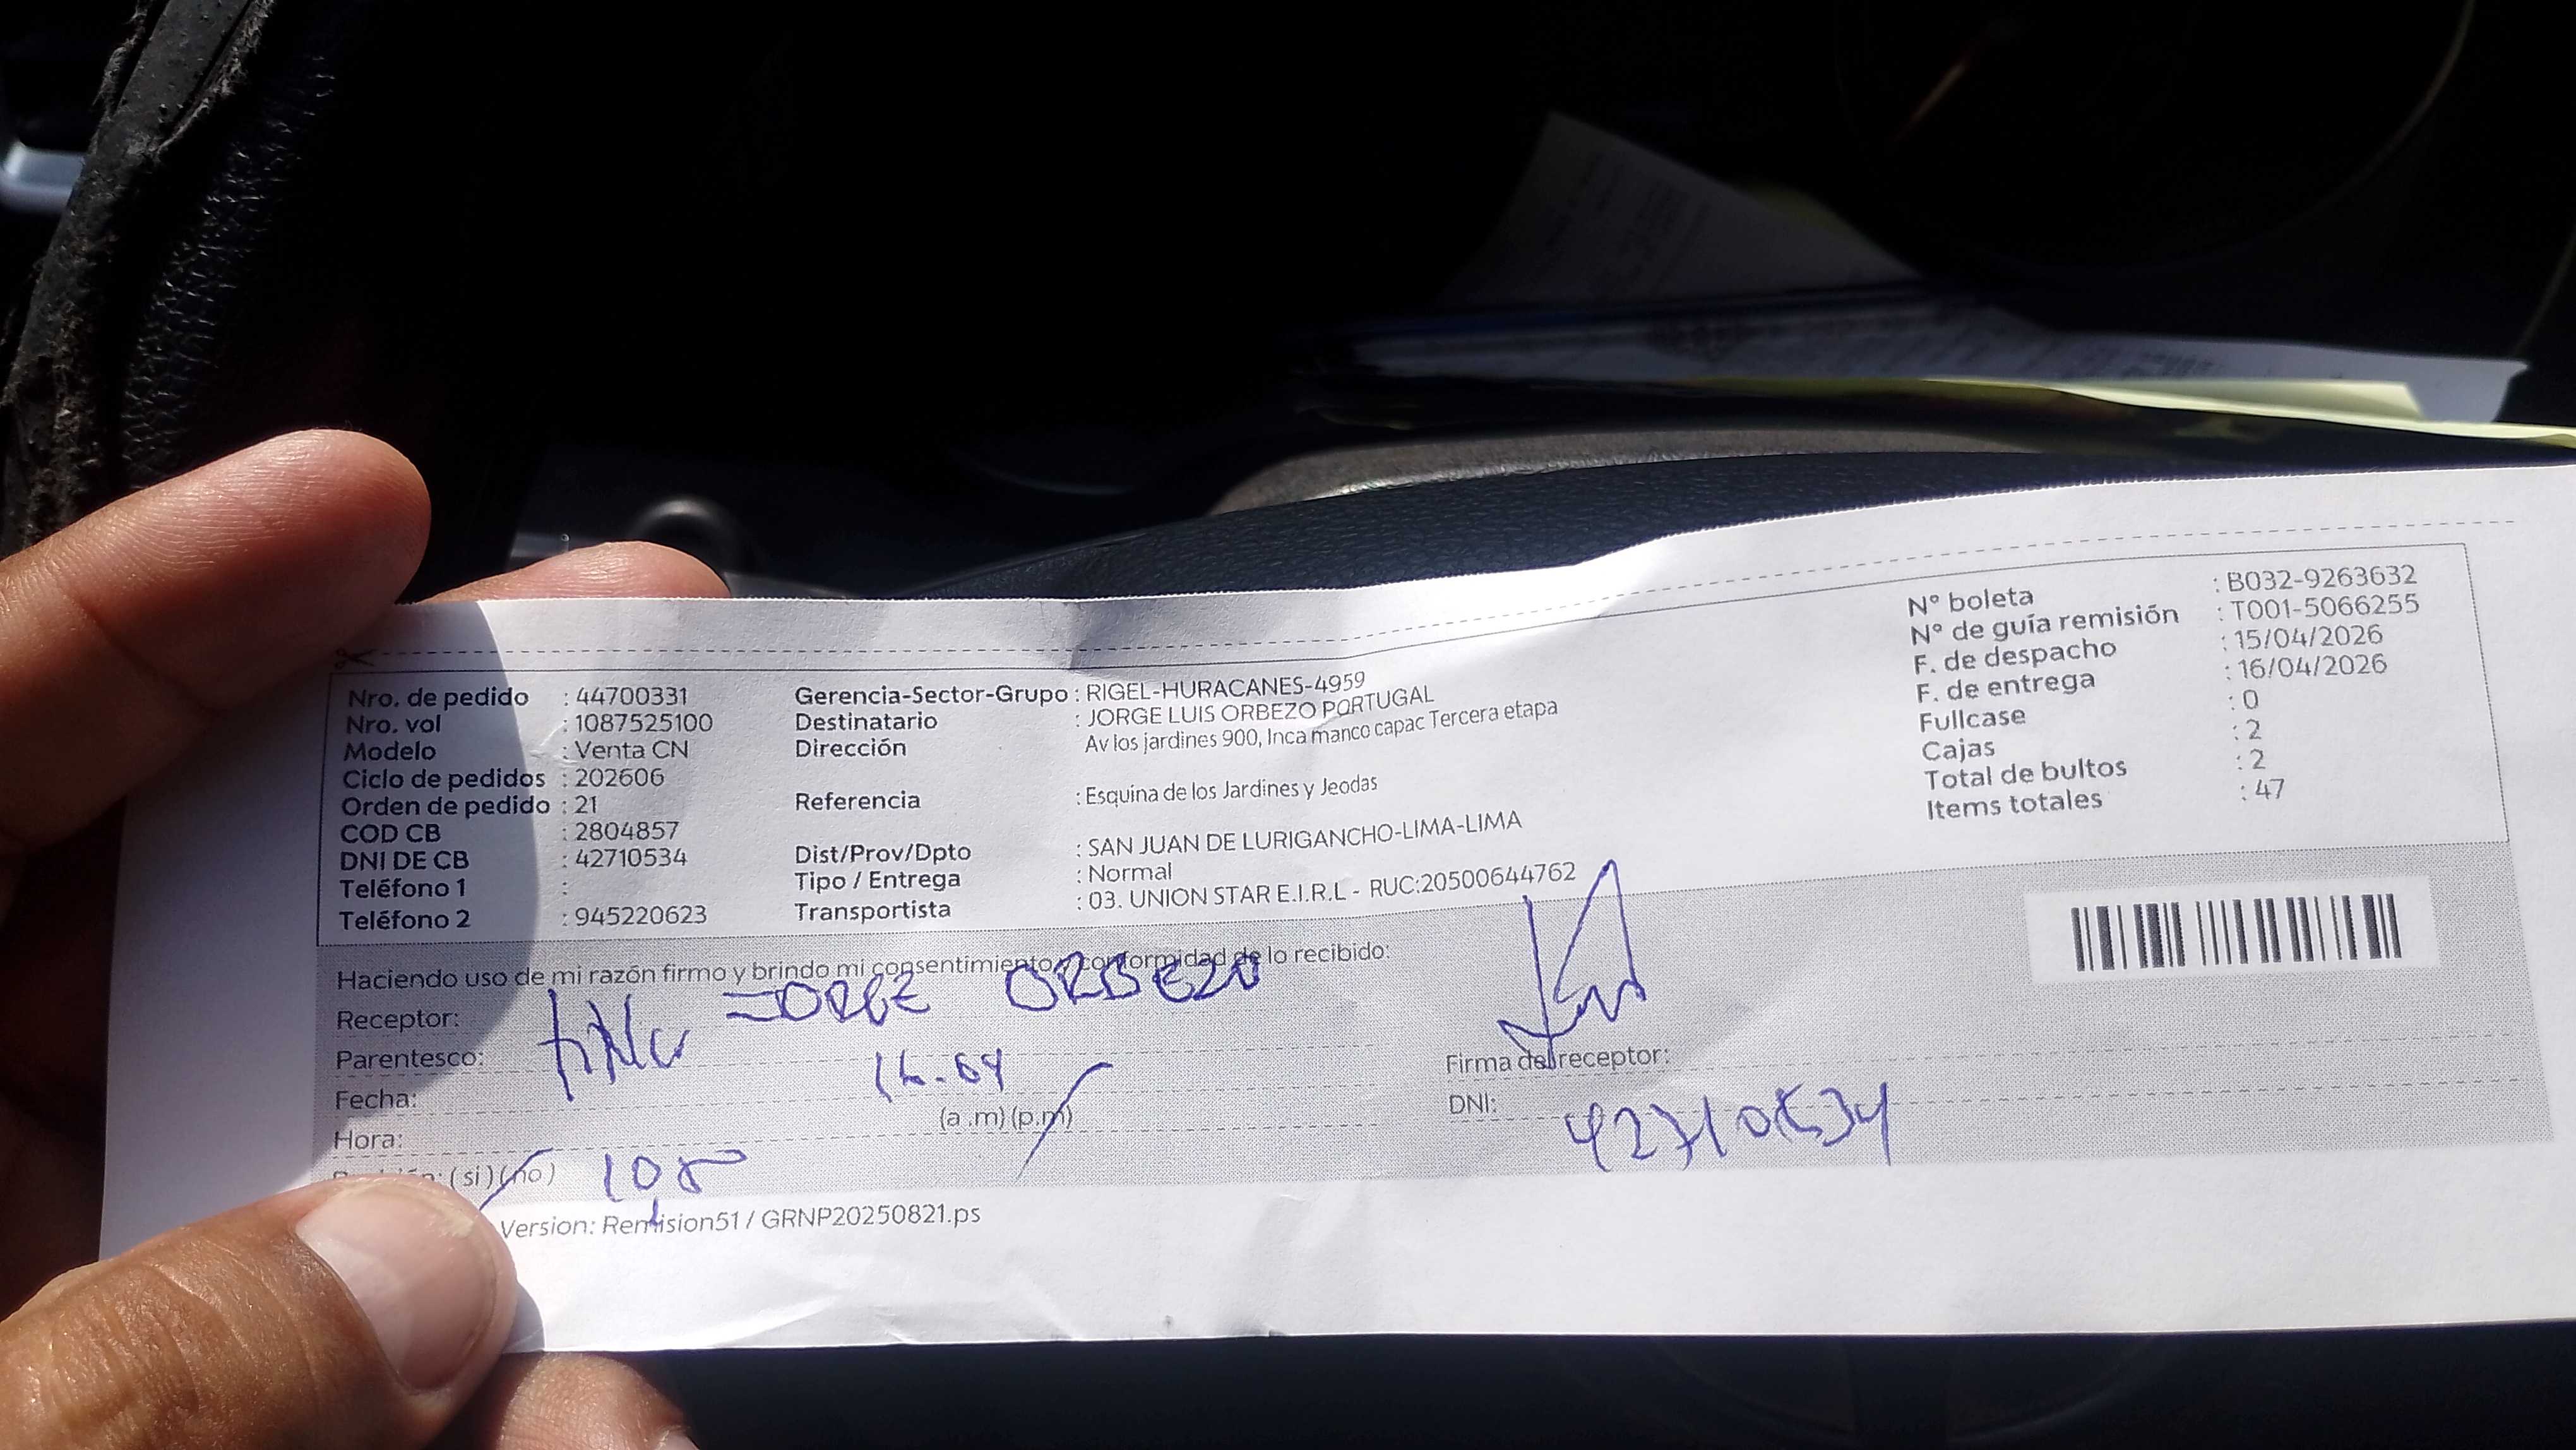 Nro. de pedido : 44700331
Nro. vol : 1087525100
Modelo : Venta CN
Ciclo de pedidos : 202606
Orden de pedido : 21
COD CB : 2804857
DNI DE CB : 42710534
Teléfono 1 :
Teléfono 2 : 945220623
Gerencia-Sector-Grupo : RIGEL-HURACANES-4959
Destinatario : JORGE LUIS ORBEZO PORTUGAL
Dirección Av los jardines 900, Inca manco capac Tercera etapa
Referencia : Esquina de los Jardines y Jeodas
Dist/Prov/Dpto : SAN JUAN DE LURIGANCHO-LIMA-LIMA
Tipo / Entrega : Normal
Transportista : 03. UNION STAR E.I.R.L - RUC:20500644762
N° boleta : B032-9263632
N° de guía remisión : T001-5066255
F. de despacho : 15/04/2026
F. de entrega : 16/04/2026
Fullcase : 0
Cajas : 2
Total de bultos : 2
Items totales : 47
Haciendo uso de mi razón firmo y brindo mi consentimiento y conformidad de lo recibido:
Receptor: JORGE ORBEZO
Parentesco:
Fecha: 16-04
Hora: (a .m) (p.m)
(si) (no)
Firma del receptor:
DNI: 42710534
Version: Remision51 / GRNP20250821.ps